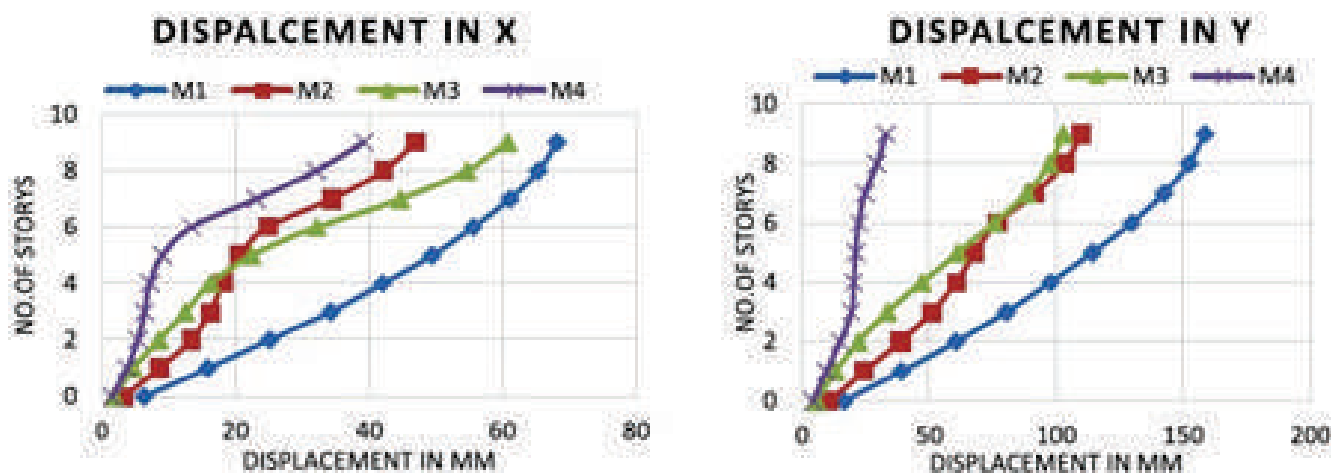 DISPALCEMENT IN X
M1 M2 M3 M4
10
8
6
4
2
0
NO.OF STORYS
0 20 40 60 80
DISPLACEMENT IN MM
DISPALCEMENT IN Y
M1 M2 M3 M4
10
8
6
4
2
0
NO.OF STORYS
0 50 100 150 200
DISPLACEMENT IN MM